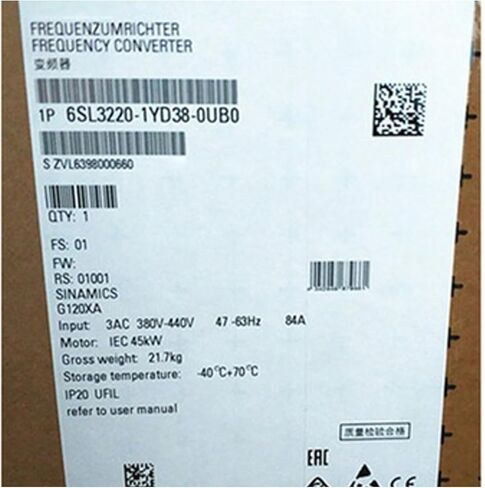 FREQUENZUMRICHTER
FREQUENCY CONVERTER
变频器
1P 6SL3220-1YD38-0UB0
S ZVL6398000660
QTY: 1
FS: 01
FW:
RS: 01001
SINAMICS
G120XA
Input: 3AC 380V-440V 47-63Hz 84A
Motor: IEC 45kW
Gross weight: 21.7kg
Storage temperature: -40°C+70°C
IP20 UFIL
refer to user manual
质量检验合格
EAC
CE